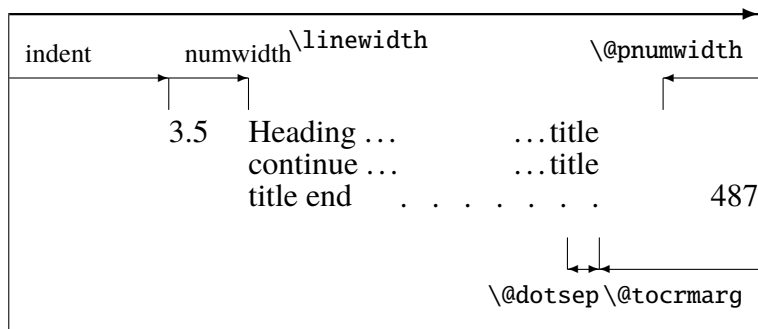 \linewidth
indent numwidth \@pnumwidth
3.5 Heading ... ...title
continue ... ...title
title end . . . . . . . 487
\@dotsep \@tocrmarg